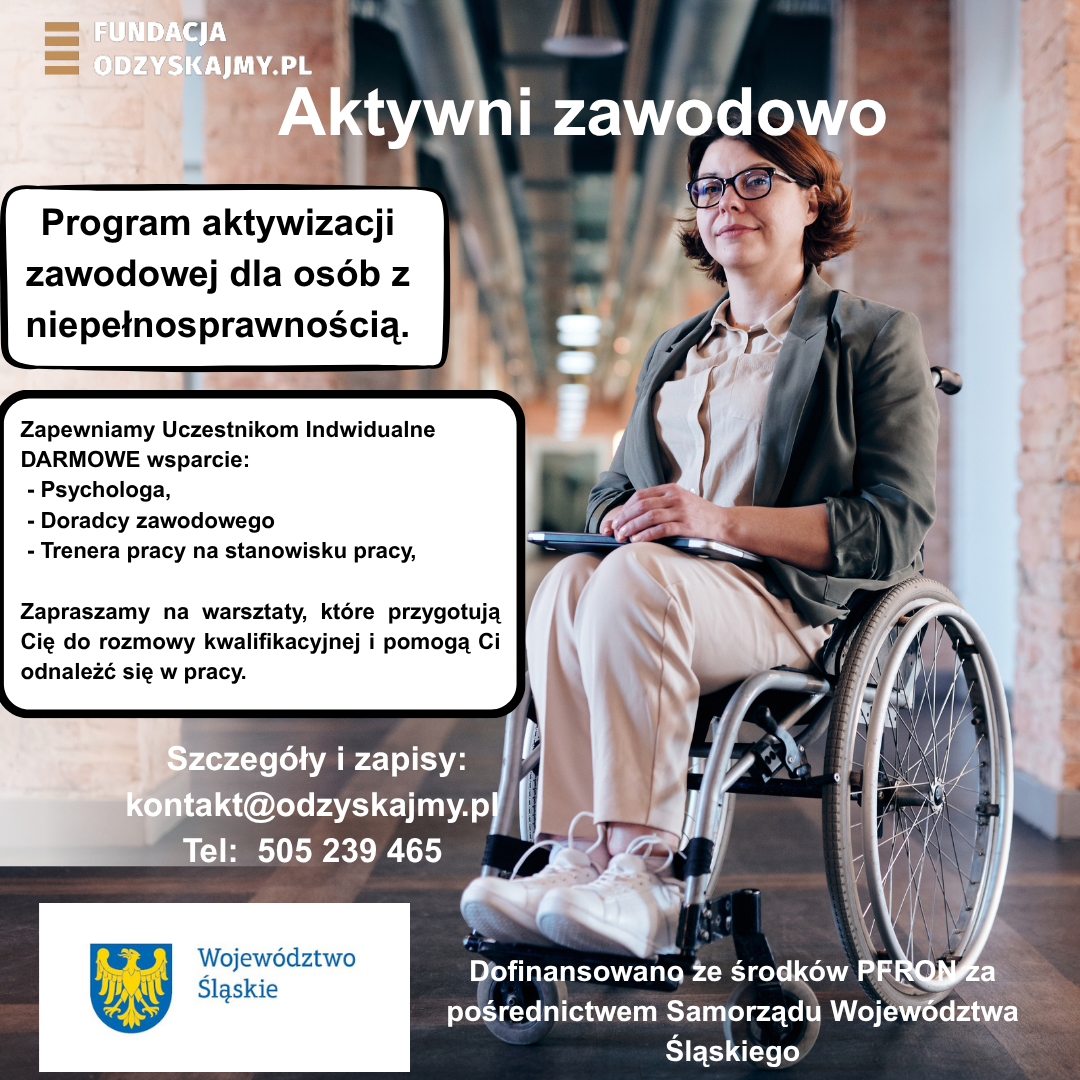 FUNDACJA
ODZYSKAJMY.PL
Aktywni zawodowo
Program aktywizacji
zawodowej dla osób z
niepełnosprawnością.
Zapewniamy Uczestnikom Indwidualne
DARMOWE wsparcie:
- Psychologa,
- Doradcy zawodowego
- Trenera pracy na stanowisku pracy,
Zapraszamy na warsztaty, które przygotują
Cię do rozmowy kwalifikacyjnej i pomogą Ci
odnaleźć się w pracy.
Szczegóły i zapisy:
kontakt@odzyskajmy.pl
Tel: 505 239 465
Województwo
Śląskie
Dofinansowano ze środków PFRON za
pośrednictwem Samorządu Województwa
Śląskiego